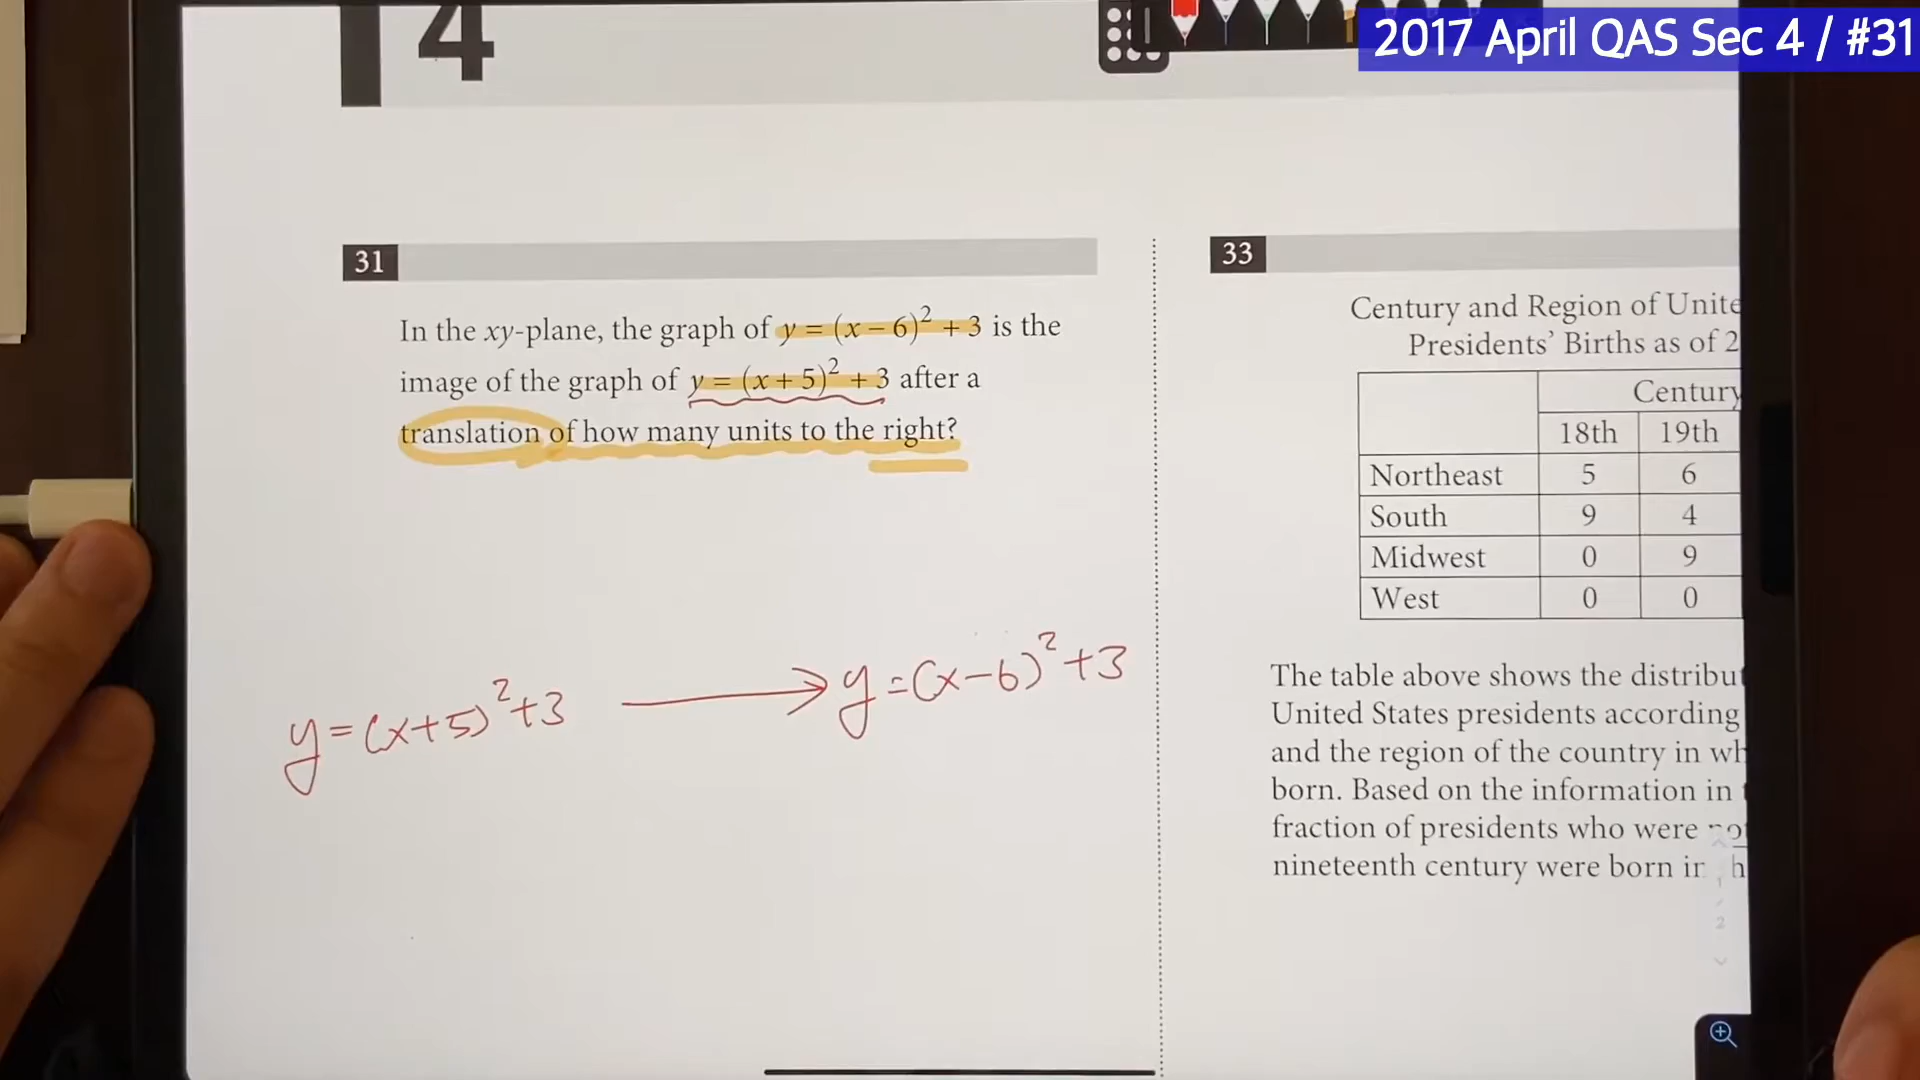 4
2017 April QAS Sec 4 / #31
31
In the xy-plane, the graph of y = (x − 6)² + 3 is the
image of the graph of y = (x + 5)² + 3 after a
translation of how many units to the right?
y = (x+5)² + 3
y = (x−6)² + 3
33
Century and Region of Unite
Presidents' Births as of 2
Century
18th 19th
Northeast 5 6
South 9 4
Midwest 0 9
West 0 0
The table above shows the distribut
United States presidents according
and the region of the country in wh
born. Based on the information in
fraction of presidents who were
nineteenth century were born in
1
/
2